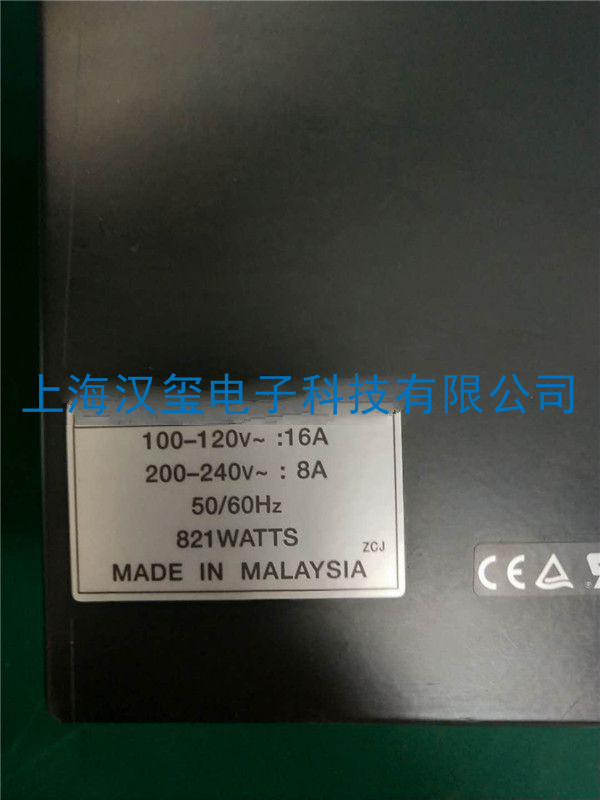 上海汉玺电子科技有限公司
100–120v~ :16A
200–240v~ : 8A
50/60Hz
821WATTS
ZCJ
MADE IN MALAYSIA
CE